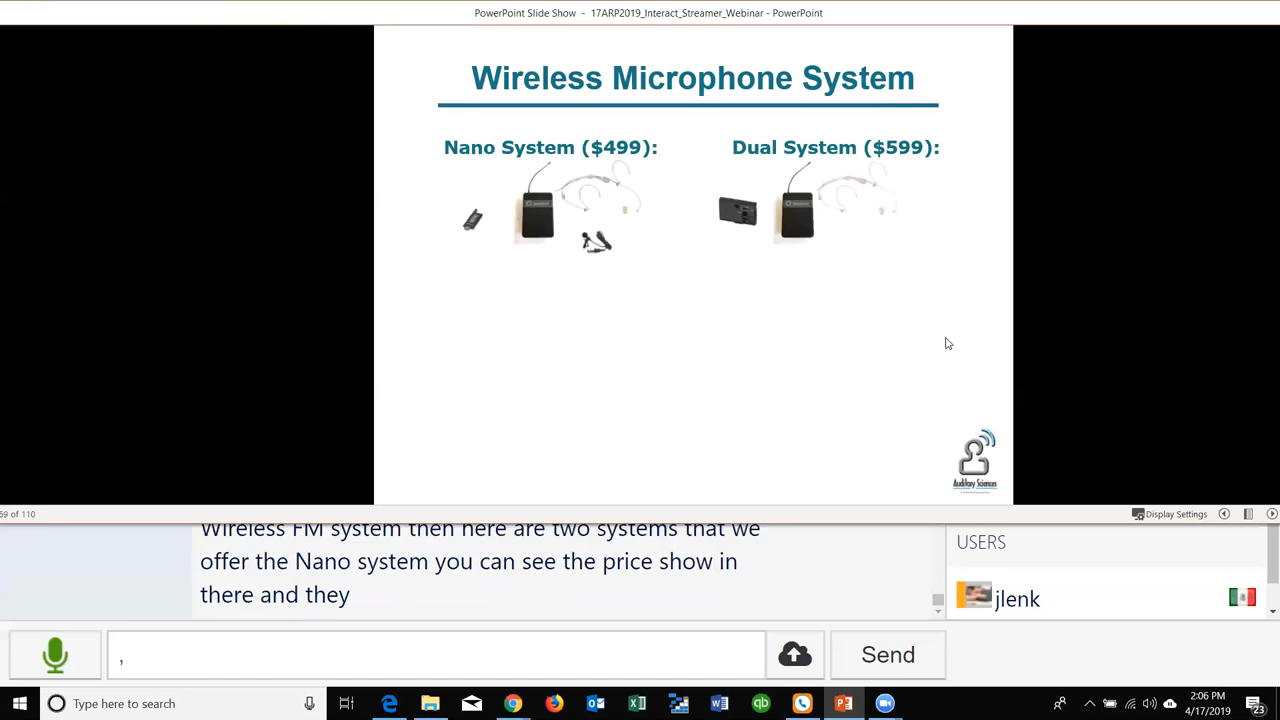 PowerPoint Slide Show - 17ARP2019_Interact_Streamer_Webinar - PowerPoint
Wireless Microphone System
Nano System ($499):
Dual System ($599):
Auditory Sciences
59 of 110
Display Settings
Wireless FM system then here are two systems that we
offer the Nano system you can see the price show in
there and they
USERS
jlenk
,
Send
Type here to search
2:06 PM
4/17/2019
23